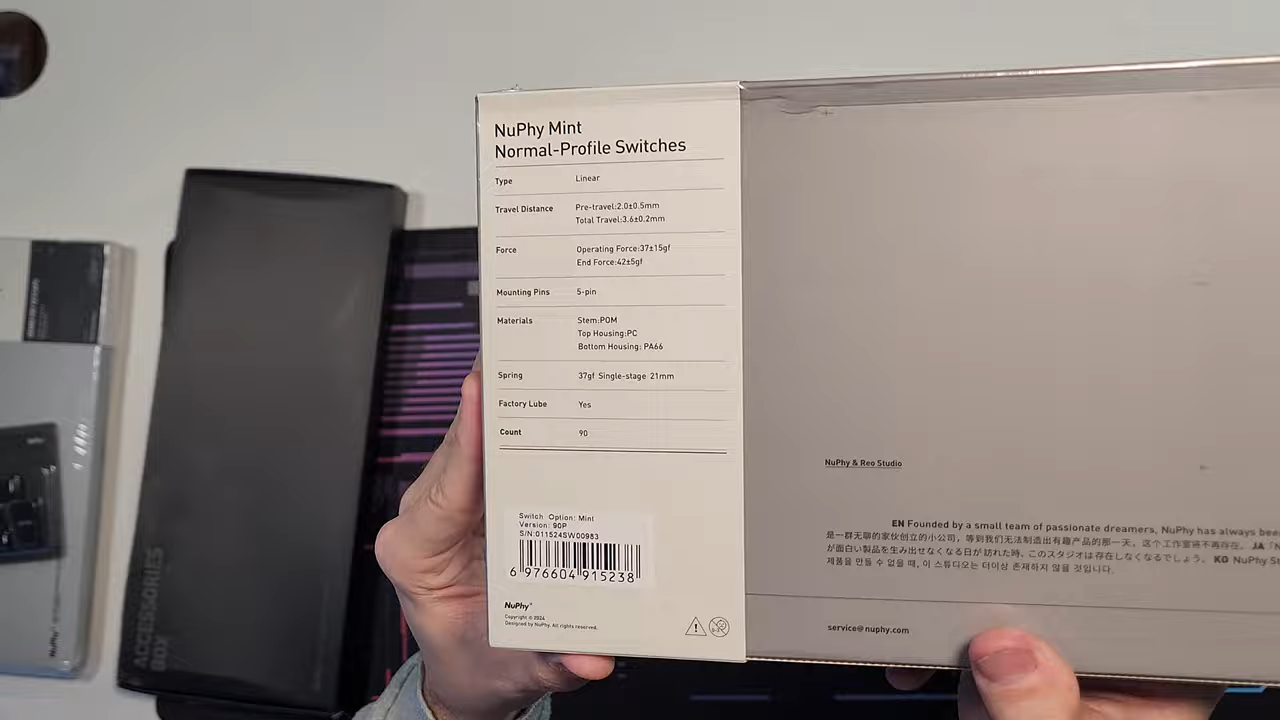 NuPhy Mint
Normal-Profile Switches
Type Linear
Travel Distance Pre-travel:2.0±0.5mm
Total Travel:3.6±0.2mm
Force Operating Force:37±15gf
End Force:42±5gf
Mounting Pins 5-pin
Materials Stem:POM
Top Housing:PC
Bottom Housing: PA66
Spring 37gf Single-stage 21mm
Factory Lube Yes
Count 90
Switch Option: Mint
Version: 90P
S/N:011524SW00983
6 976604 915238
NuPhy®
Copyright © 2024
Designed by NuPhy. All rights reserved.
NuPhy & Reo Studio
EN Founded by a small team of passionate dreamers, NuPhy has always
是一群无聊的家伙创立的小公司，等到我们无法制造出有趣产品的那一天，这个工作室将不再存在。 JA
が面白い製品を生み出せなくなる日が訪れた時、このスタジオは存在しなくなるでしょう。 KO NuPhy
제품을 만들 수 없을 때, 이 스튜디오는 더이상 존재하지 않을 것입니다.
service@nuphy.com
ACCESSORIES
BOX
NuPhy®